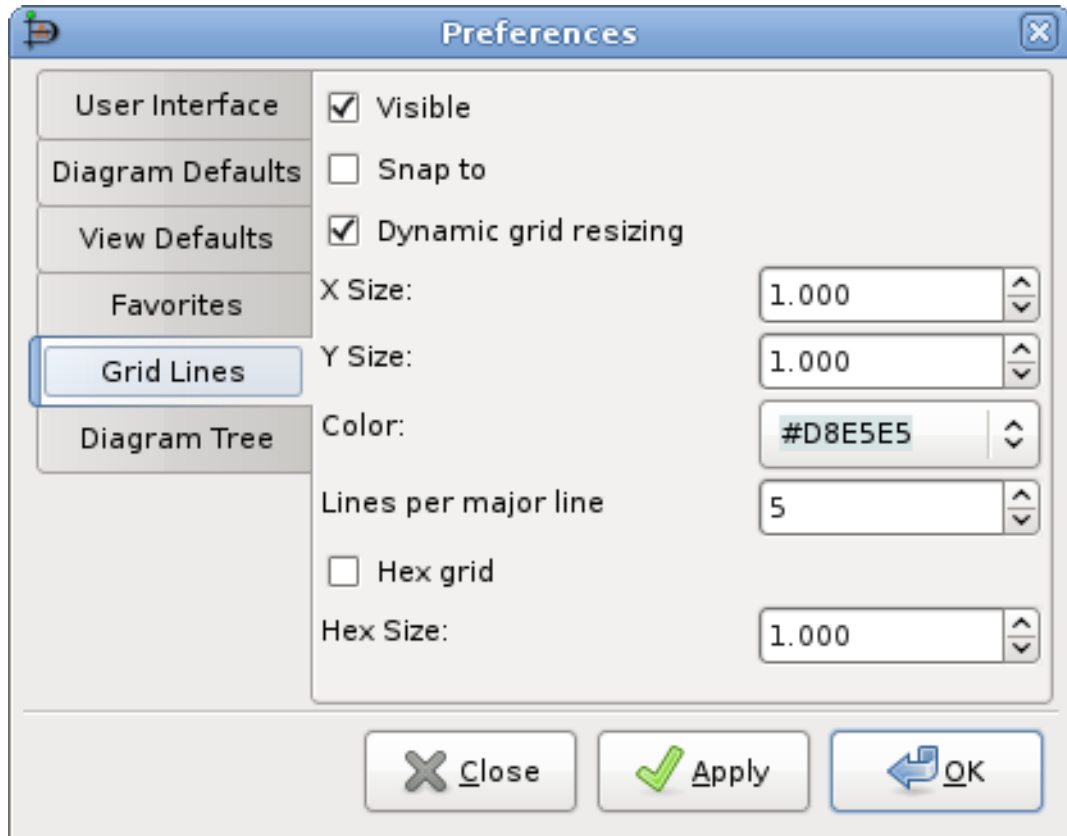 Preferences
User Interface
Diagram Defaults
View Defaults
Favorites
Grid Lines
Diagram Tree
Visible
Snap to
Dynamic grid resizing
X Size: 1.000
Y Size: 1.000
Color: #D8E5E5
Lines per major line 5
Hex grid
Hex Size: 1.000
Close Apply OK